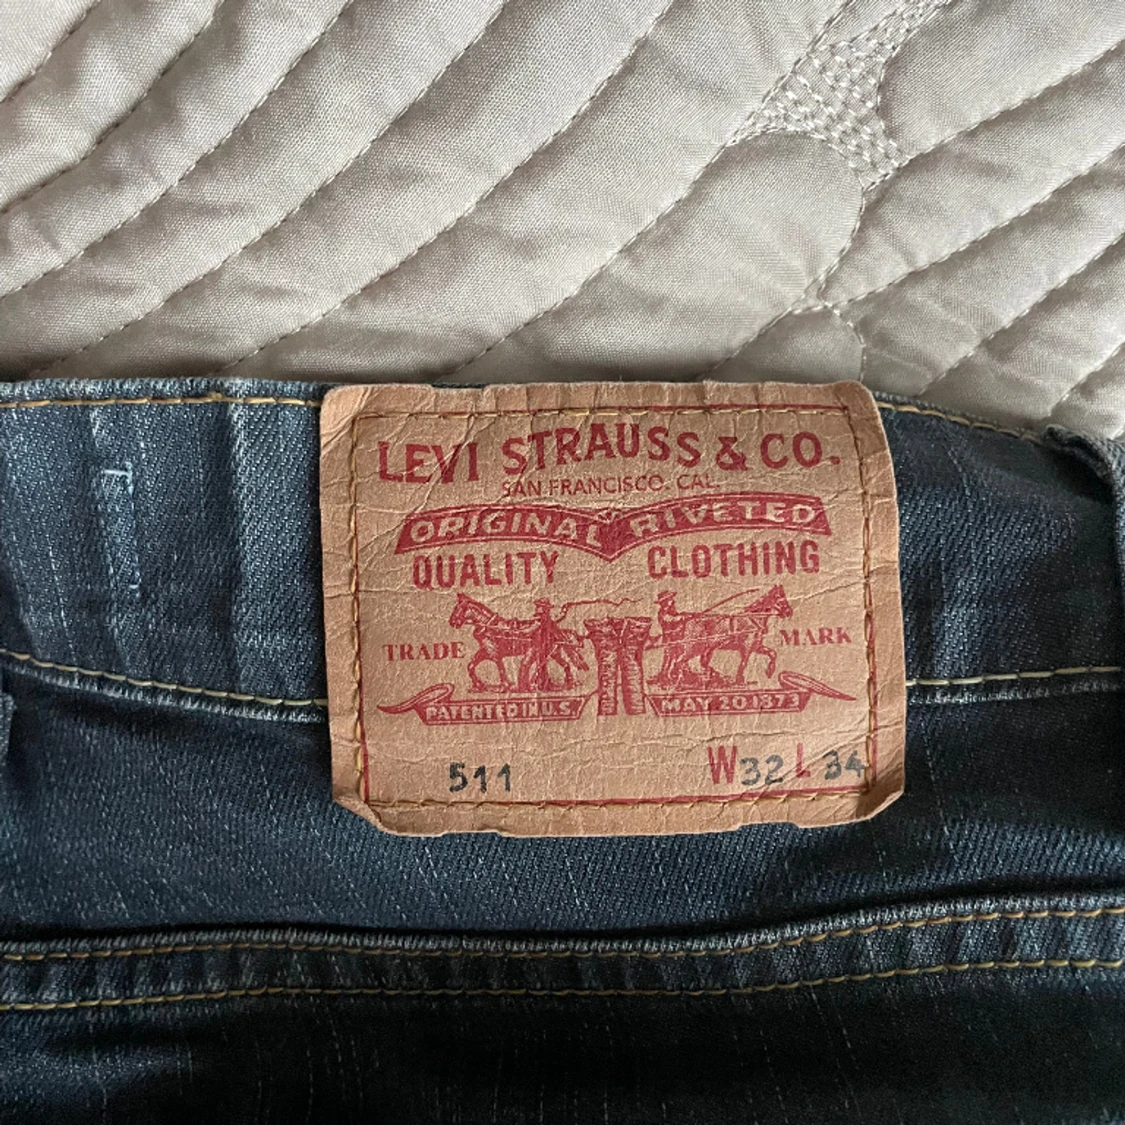 LEVI STRAUSS & CO.
SAN FRANCISCO, CAL.
ORIGINAL RIVETED
QUALITY CLOTHING
TRADE MARK
PATENTED IN U.S. MAY 20 1873
511 W32 L 34